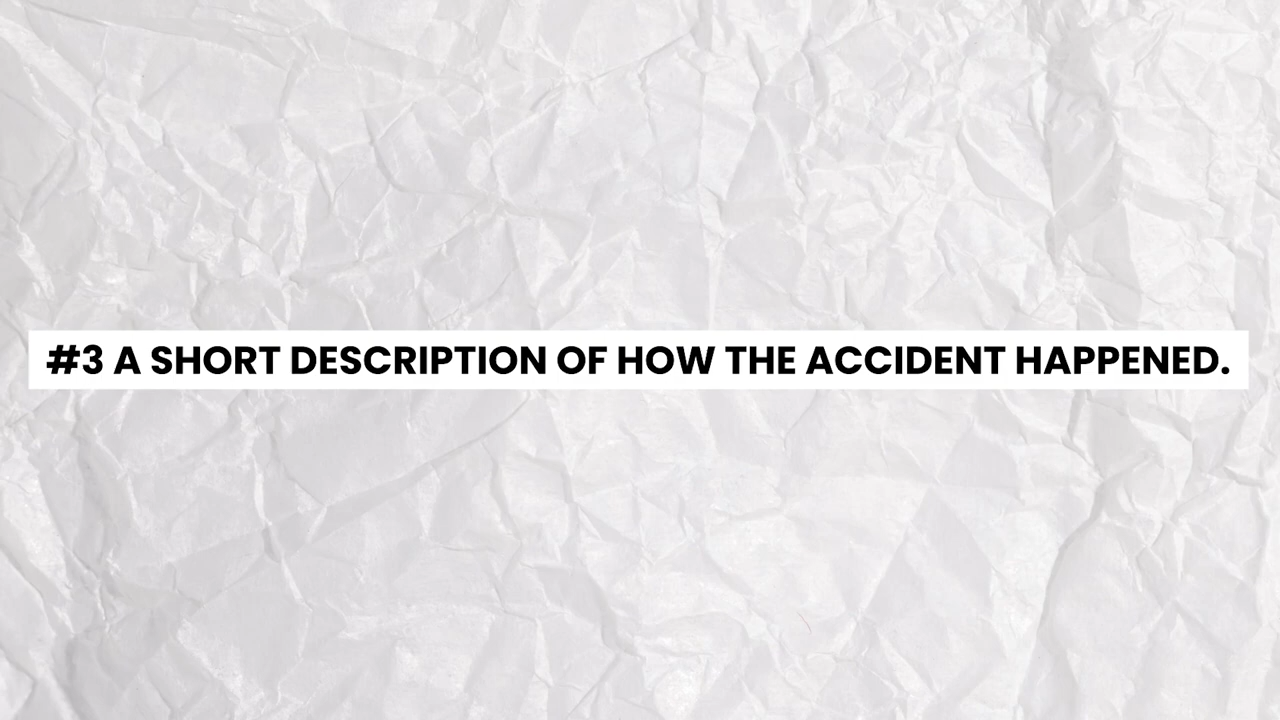 #3 A SHORT DESCRIPTION OF HOW THE ACCIDENT HAPPENED.